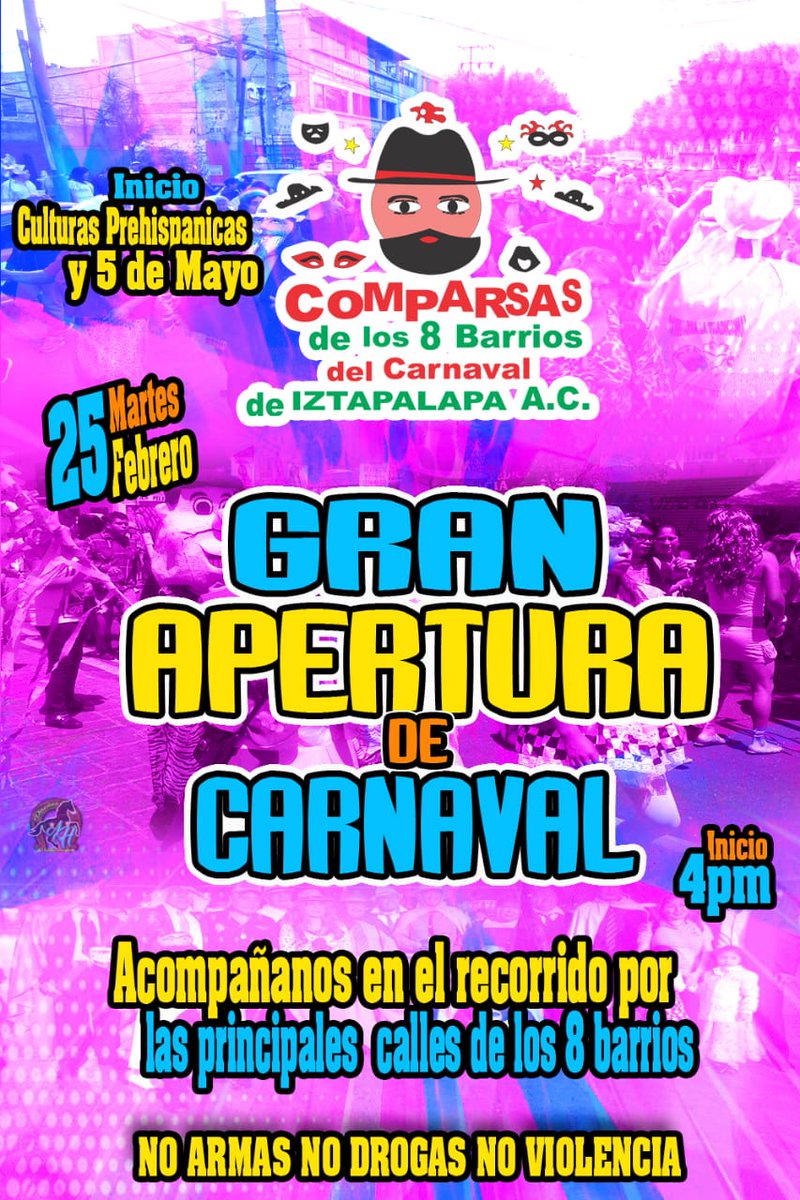 Inicio
Culturas Prehispanicas
y 5 de Mayo
COMPARSAS
de los 8 Barrios
del Carnaval
de IZTAPALAPA A.C.
25 Martes
Febrero
GRAN
APERTURA
DE
CARNAVAL
Inicio
4pm
Acompañanos en el recorrido por
las principales calles de los 8 barrios
NO ARMAS NO DROGAS NO VIOLENCIA